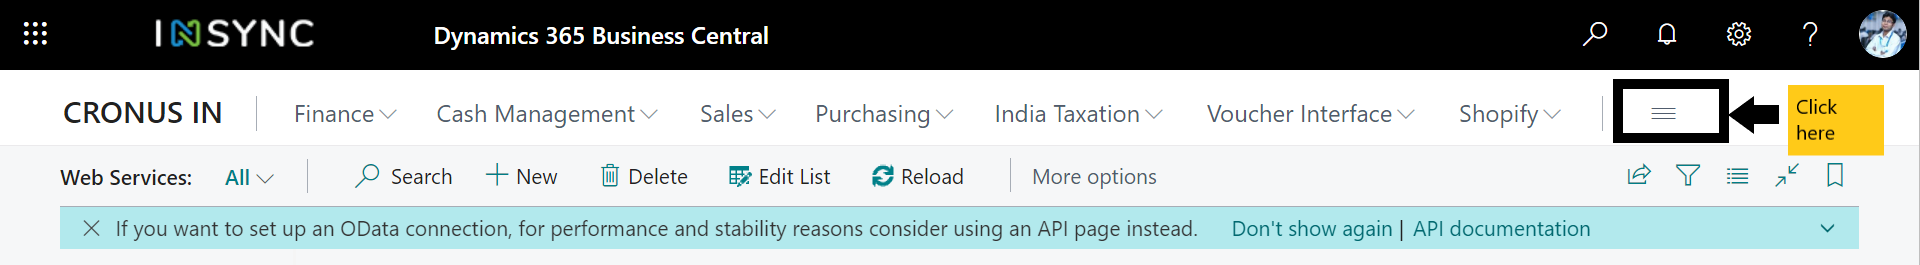 INSYNC Dynamics 365 Business Central ?
CRONUS IN Finance Cash Management Sales Purchasing India Taxation Voucher Interface Shopify
Click
here
Web Services: All Search New Delete Edit List Reload More options
If you want to set up an OData connection, for performance and stability reasons consider using an API page instead. Don't show again | API documentation